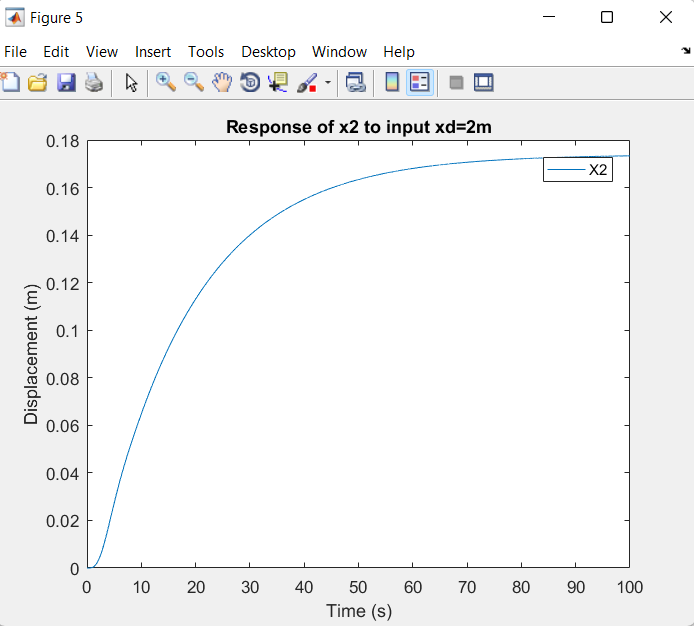 Figure 5
File Edit View Insert Tools Desktop Window Help
Response of x2 to input xd=2m
0.18
0.16
0.14
0.12
0.1
0.08
0.06
0.04
0.02
0
Displacement (m)
X2
0 10 20 30 40 50 60 70 80 90 100
Time (s)